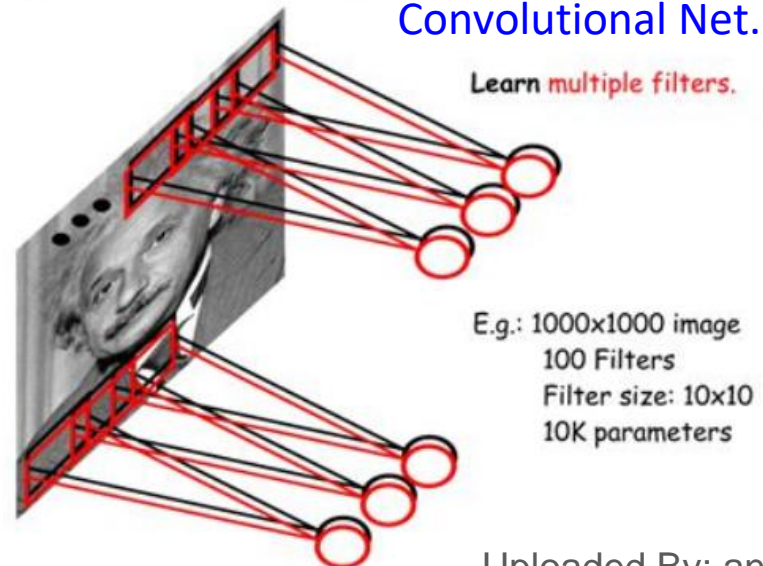 Convolutional Net.
Learn multiple filters.
E.g.: 1000x1000 image
100 Filters
Filter size: 10x10
10K parameters
Uploaded By: an